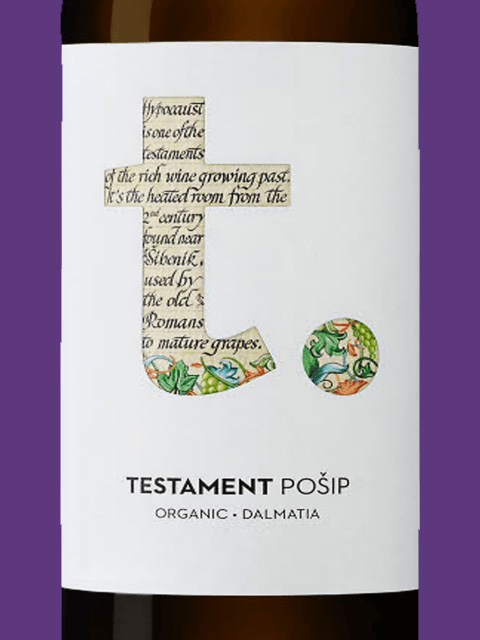 Hypocaust
is one of the
testaments
of the rich wine growing past.
It's the heated room from the
2nd century
found near
Šibenik,
used by
the old
Romans
to mature grapes.
TESTAMENT POŠIP
ORGANIC • DALMATIA